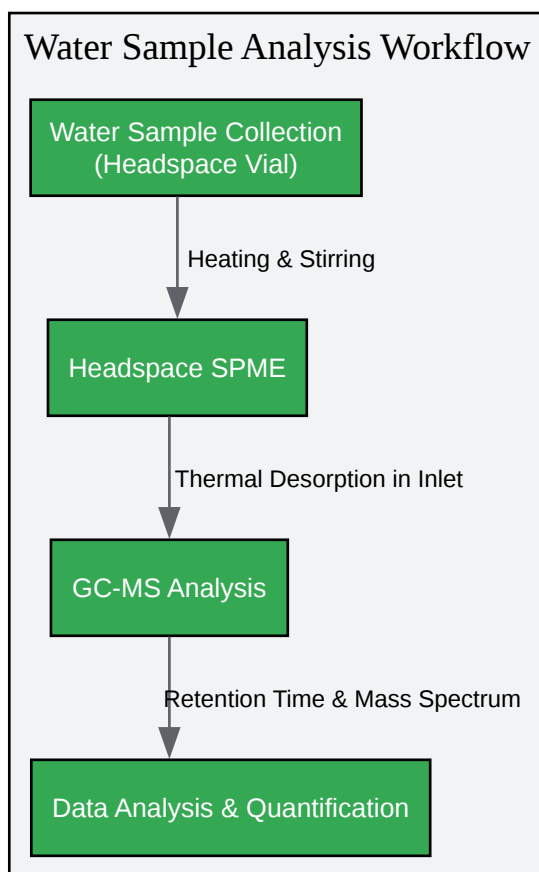 Water Sample Analysis Workflow
Water Sample Collection
(Headspace Vial)
Heating & Stirring
Headspace SPME
Thermal Desorption in Inlet
GC-MS Analysis
Retention Time & Mass Spectrum
Data Analysis & Quantification